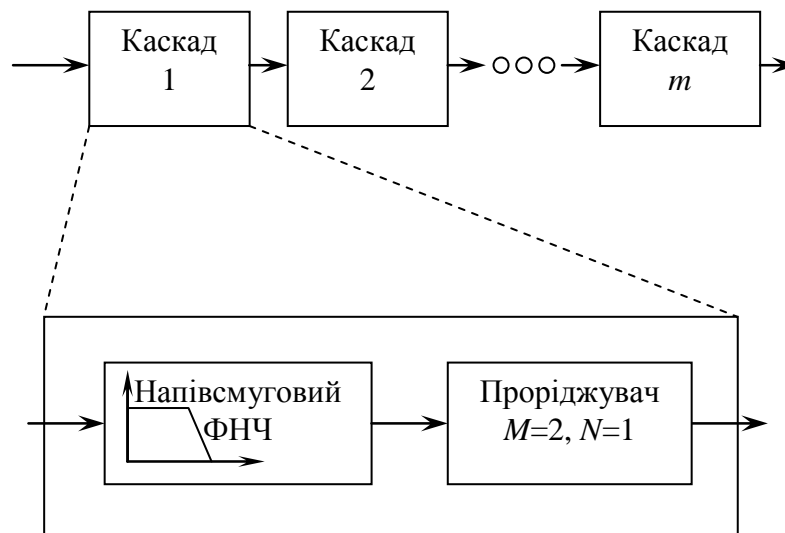 Каскад
1
Каскад
2
Каскад
m
Напівсмуговий
ФНЧ
Проріджувач
M=2, N=1